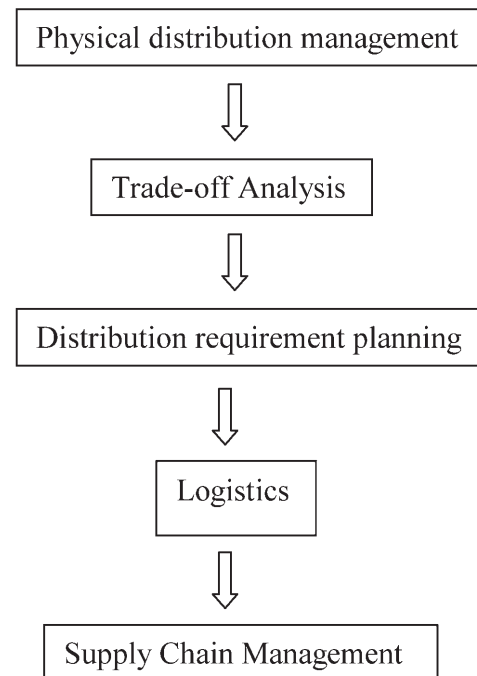 Physical distribution management
Trade-off Analysis
Distribution requirement planning
Logistics
Supply Chain Management